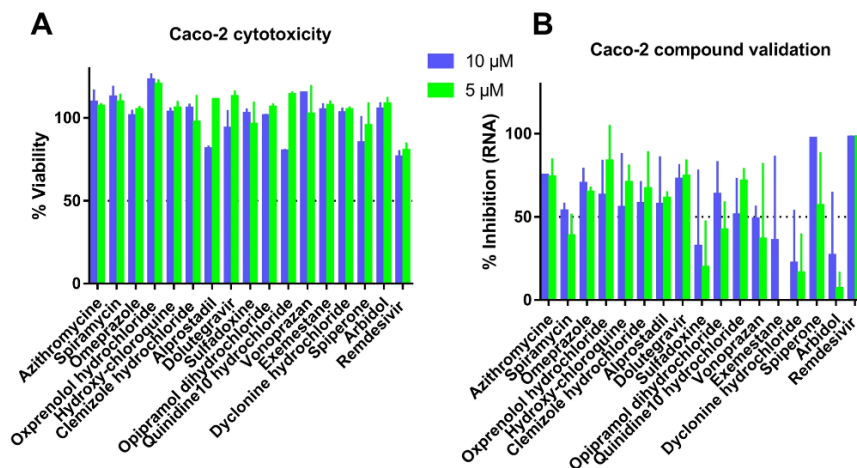 A
Caco-2 cytotoxicity
% Viability
100
50
0
Azithromycine
Spiramycin
Omeprazole
Oxprenolol hydrochloride
Hydroxy-chloroquine
Clemizole hydrochloride
Alprostadil
Dolutegravir
Sulfadoxine
Opipramol dihydrochloride
Quinidine10 hydrochloride
Vonoprazan
Exemestane
Dyclonine hydrochloride
Spiperone
Arbidol
Remdesivir
10 µM
5 µM
B
Caco-2 compound validation
% Inhibition (RNA)
100
50
0
Azithromycine
Spiramycin
Omeprazole
Oxprenolol hydrochloride
Hydroxy-chloroquine
Clemizole hydrochloride
Alprostadil
Dolutegravir
Sulfadoxine
Opipramol dihydrochloride
Quinidine10 hydrochloride
Vonoprazan
Exemestane
Dyclonine hydrochloride
Spiperone
Arbidol
Remdesivir